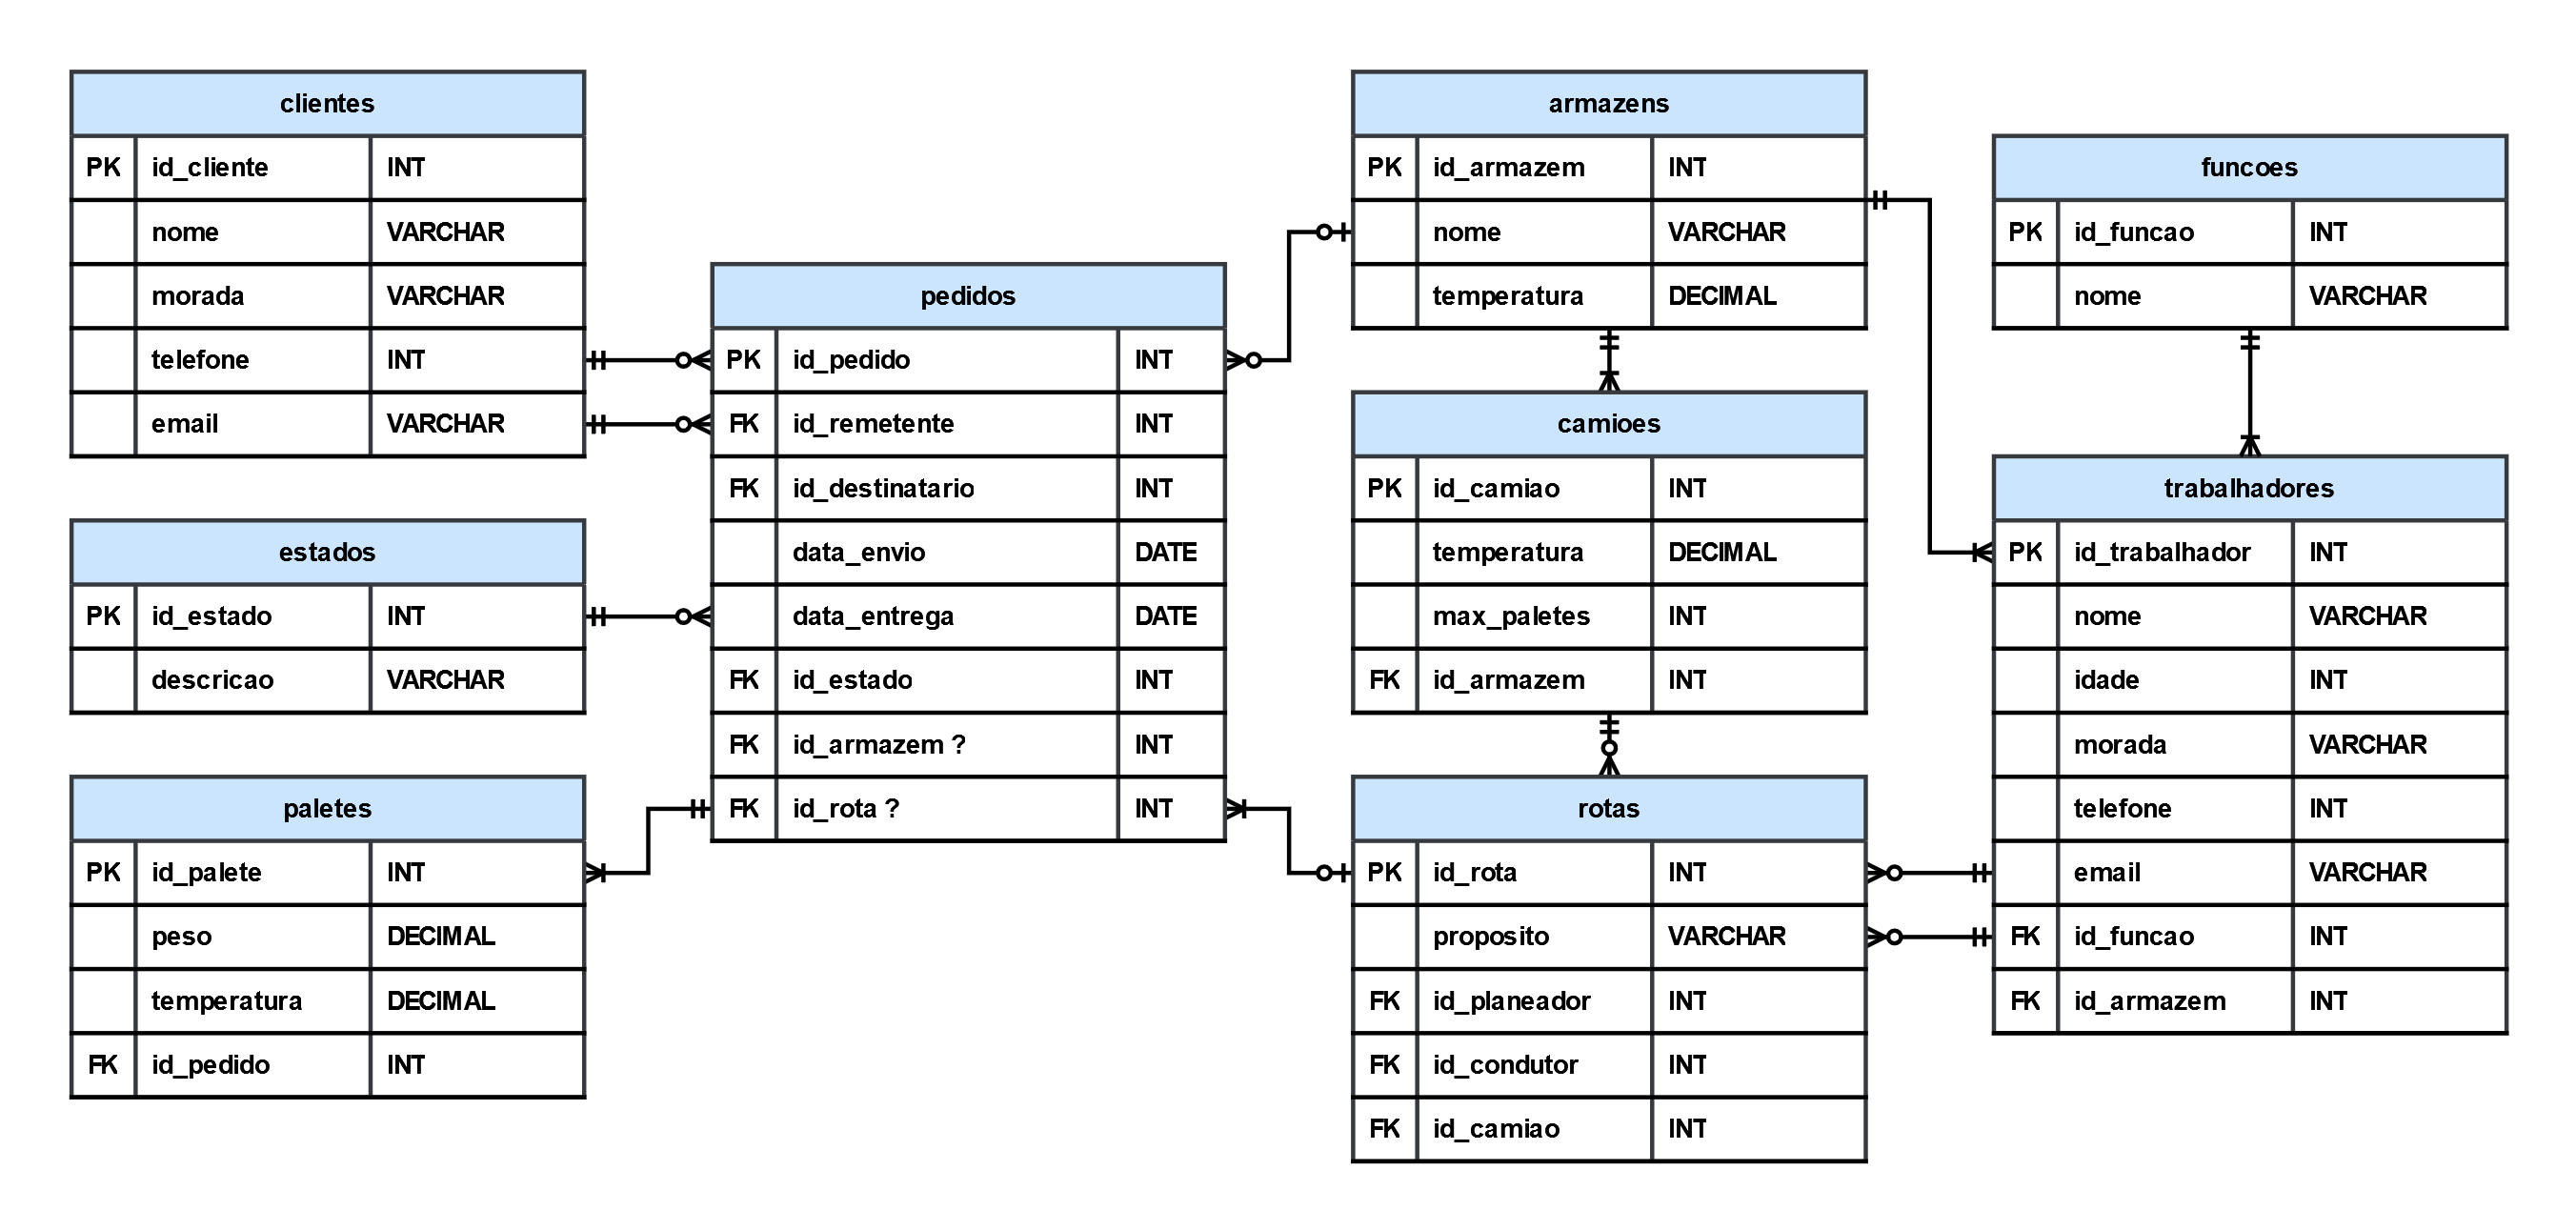 clientes
PK id_cliente INT
nome VARCHAR
morada VARCHAR
telefone INT
email VARCHAR
estados
PK id_estado INT
descricao VARCHAR
paletes
PK id_palete INT
peso DECIMAL
temperatura DECIMAL
FK id_pedido INT
pedidos
PK id_pedido INT
FK id_remetente INT
FK id_destinatario INT
data_envio DATE
data_entrega DATE
FK id_estado INT
FK id_armazem ? INT
FK id_rota ? INT
armazens
PK id_armazem INT
nome VARCHAR
temperatura DECIMAL
camioes
PK id_camiao INT
temperatura DECIMAL
max_paletes INT
FK id_armazem INT
rotas
PK id_rota INT
proposito VARCHAR
FK id_planeador INT
FK id_condutor INT
FK id_camiao INT
funcoes
PK id_funcao INT
nome VARCHAR
trabalhadores
PK id_trabalhador INT
nome VARCHAR
idade INT
morada VARCHAR
telefone INT
email VARCHAR
FK id_funcao INT
FK id_armazem INT